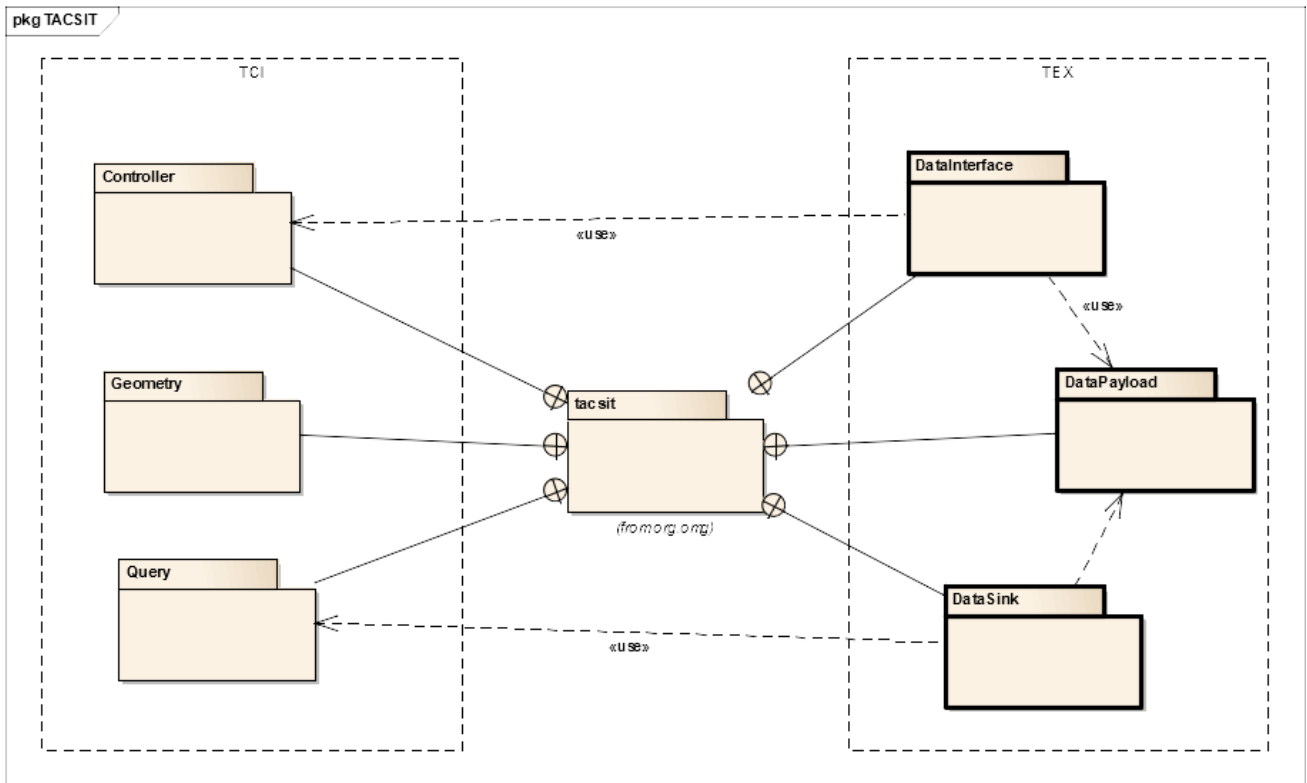 pkg TACSIT
TCI
TEX
Controller
DataInterface
«use»
«use»
Geometry
DataPayload
tacsit
(from org.omg)
Query
DataSink
«use»